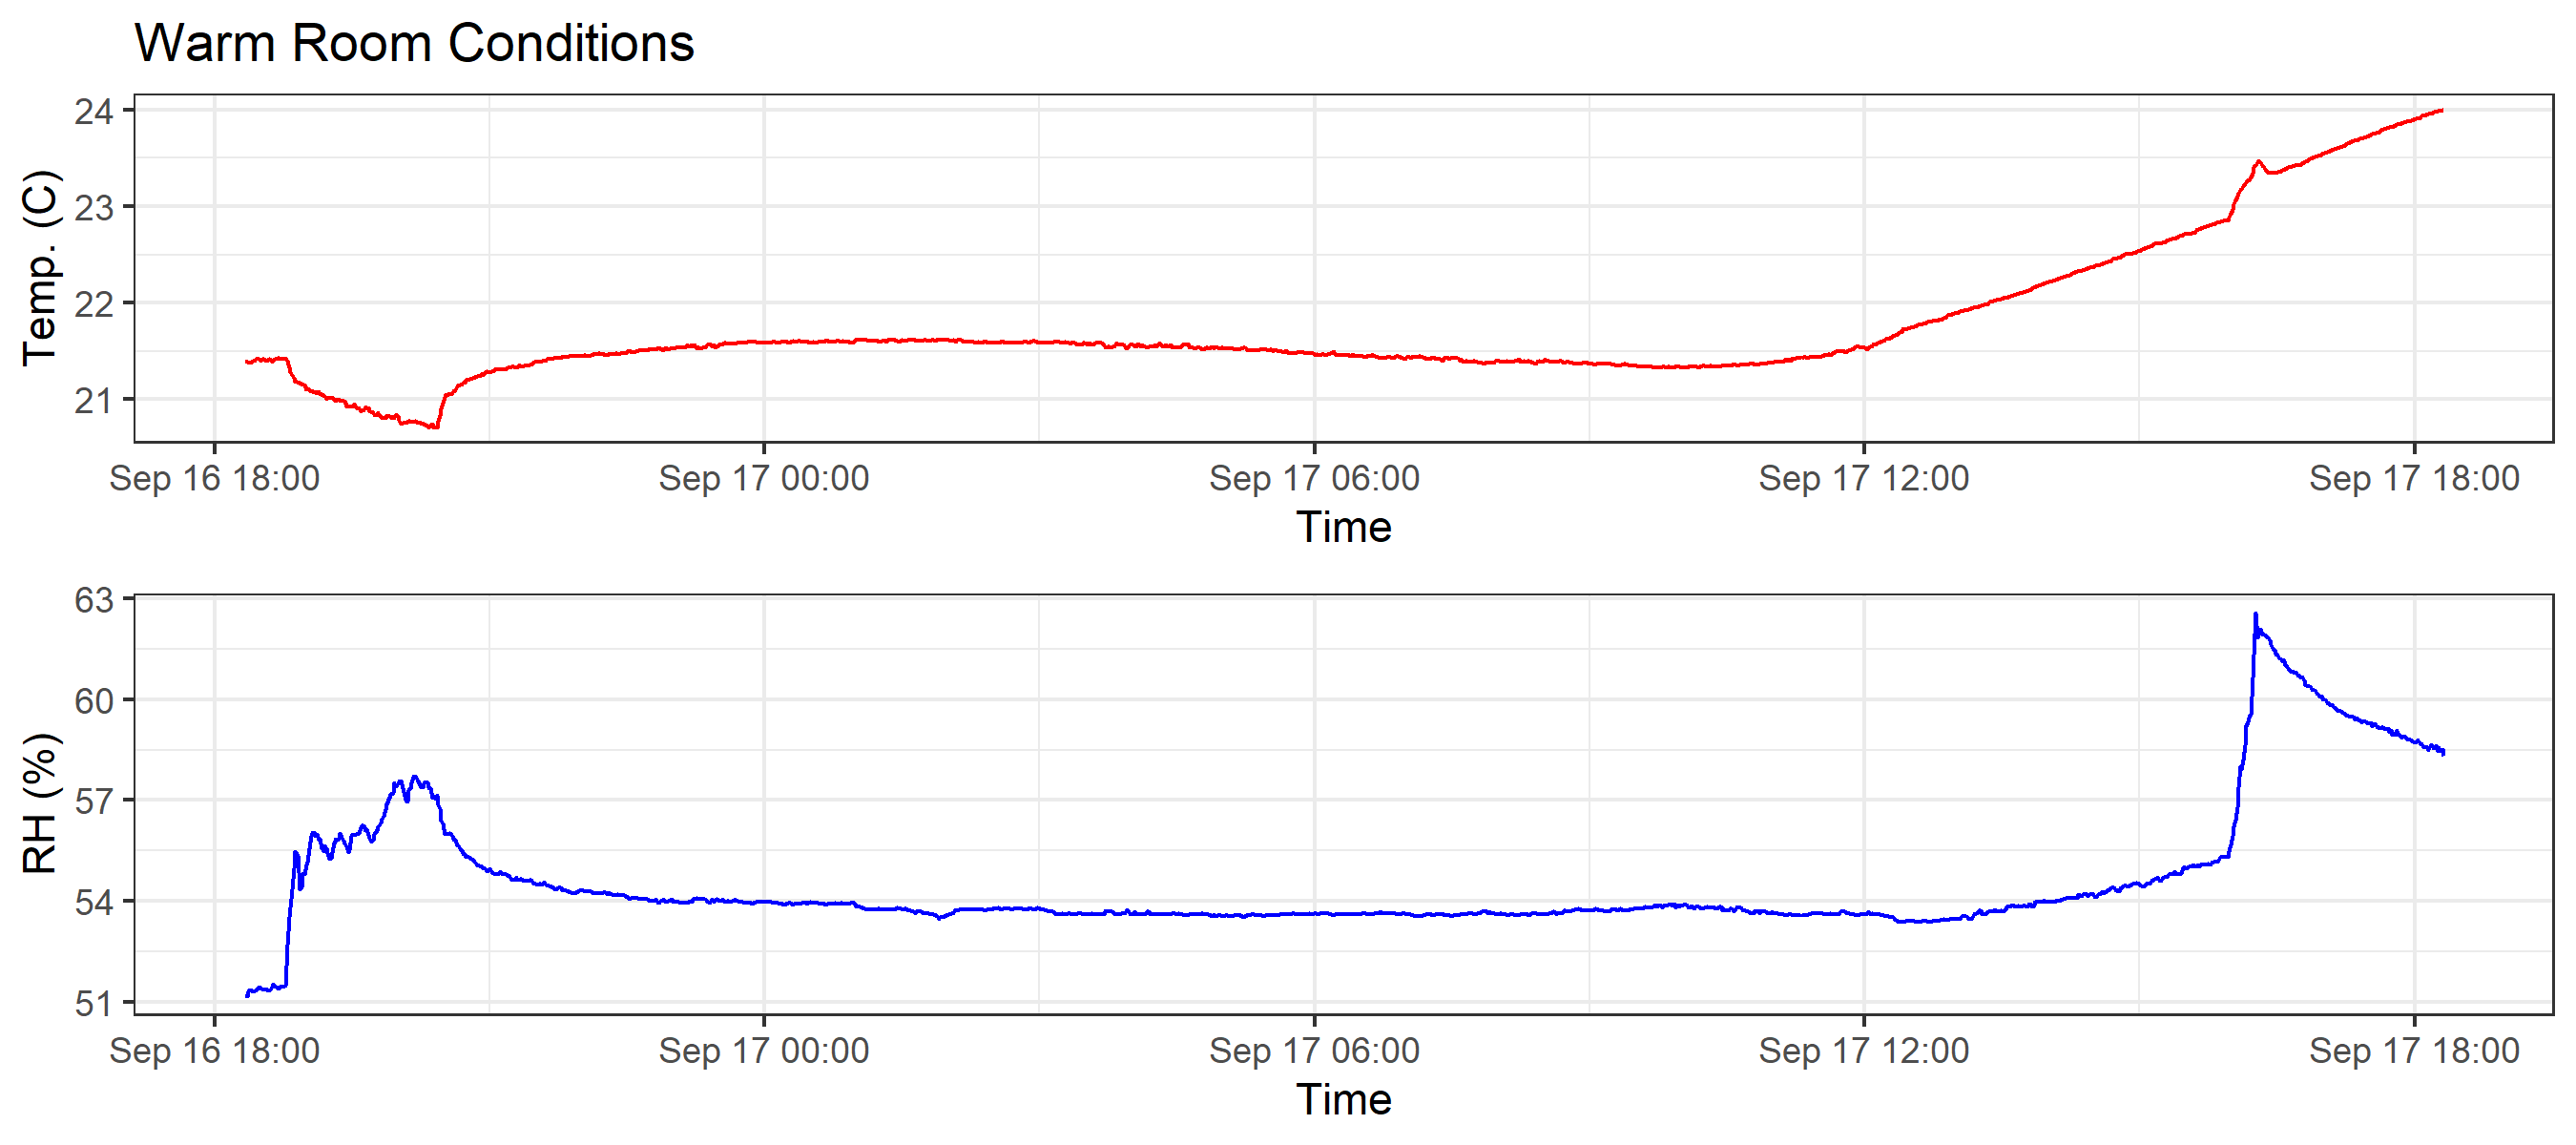 Warm Room Conditions
24
23
22
21
Temp. (C)
Sep 16 18:00 Sep 17 00:00 Sep 17 06:00 Sep 17 12:00 Sep 17 18:00
Time
63
60
57
54
51
RH (%)
Sep 16 18:00 Sep 17 00:00 Sep 17 06:00 Sep 17 12:00 Sep 17 18:00
Time